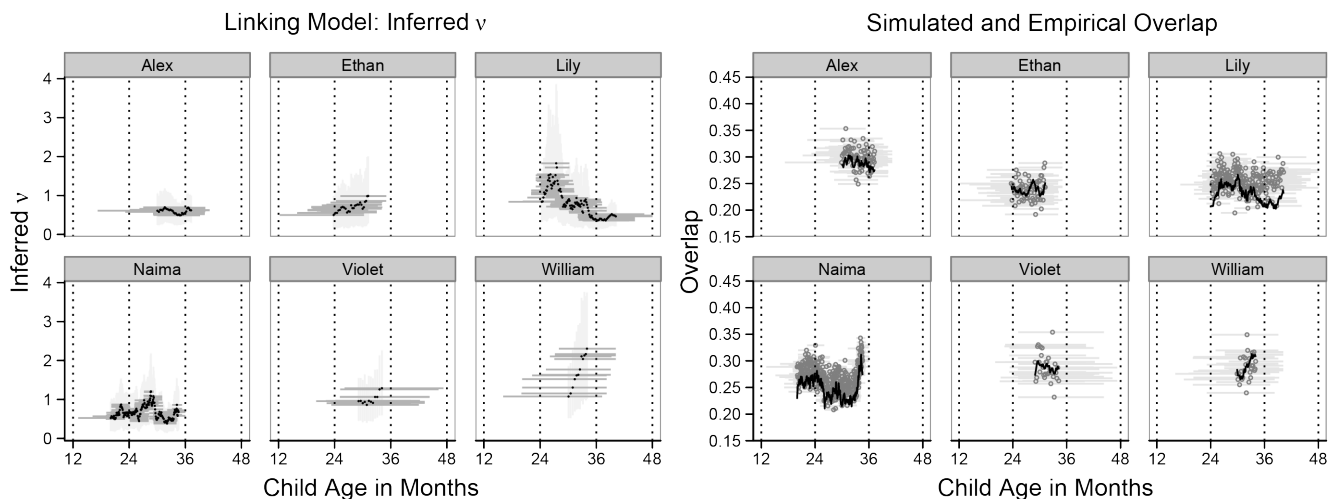 Linking Model: Inferred ν
Simulated and Empirical Overlap
Alex Ethan Lily
Alex Ethan Lily
4
3
2
1
0
0.45
0.40
0.35
0.30
0.25
0.20
0.15
Inferred ν
Overlap
Naima Violet William
Naima Violet William
4
3
2
1
0
0.45
0.40
0.35
0.30
0.25
0.20
0.15
12 24 36 48 12 24 36 48 12 24 36 48
12 24 36 48 12 24 36 48 12 24 36 48
Child Age in Months
Child Age in Months